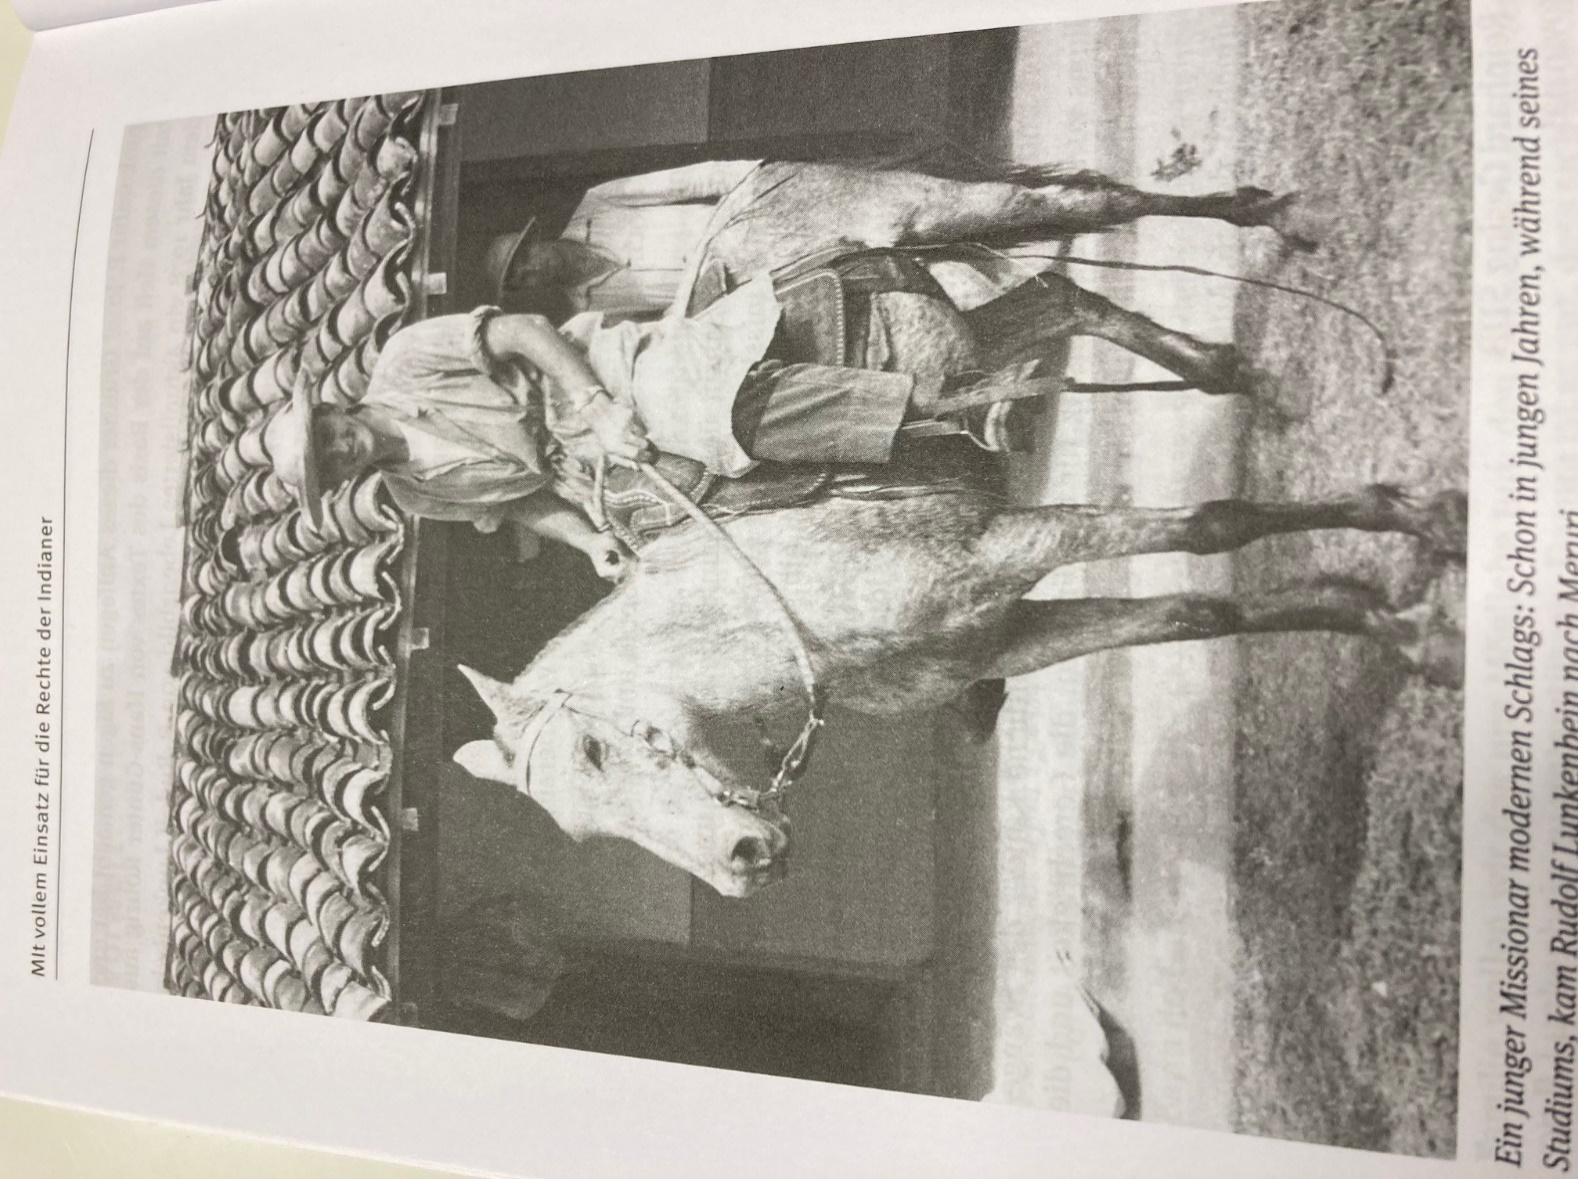 MIt vollem Einsatz für die Rechte der Indianer
Ein junger Missionar modernen Schlags: Schon in jungen Jahren, während seines
Studiums, kam Rudolf Lunkenbein nach Meruri